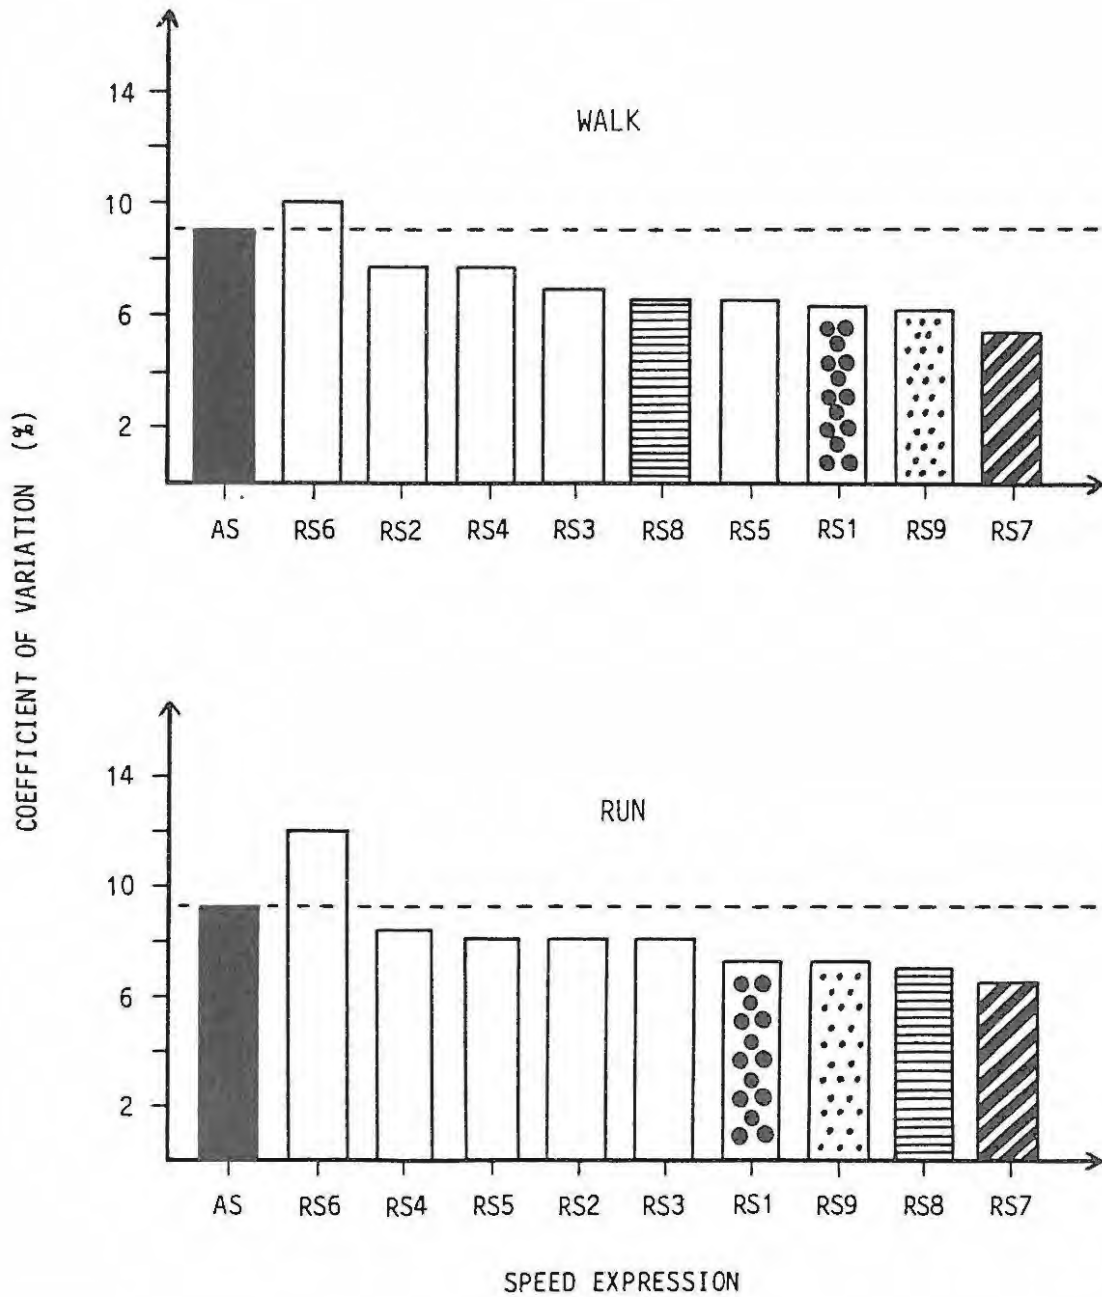 COEFFICIENT OF VARIATION (%)
WALK
14
10
6
2
AS RS6 RS2 RS4 RS3 RS8 RS5 RS1 RS9 RS7
RUN
14
10
6
2
AS RS6 RS4 RS5 RS2 RS3 RS1 RS9 RS8 RS7
SPEED EXPRESSION